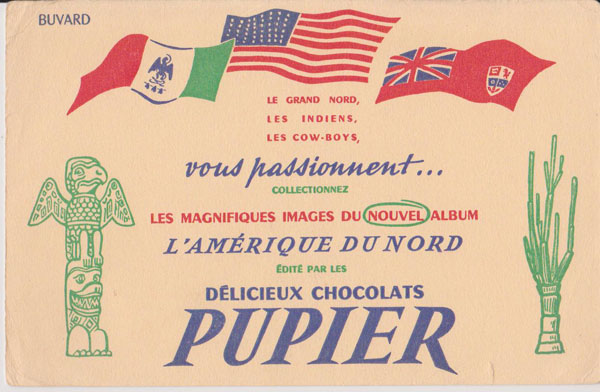 BUVARD
LE GRAND NORD,
LES INDIENS,
LES COW-BOYS,
vous passionnent...
COLLECTIONNEZ
LES MAGNIFIQUES IMAGES DU NOUVEL ALBUM
L'AMÉRIQUE DU NORD
ÉDITÉ PAR LES
DÉLICIEUX CHOCOLATS
PUPIER